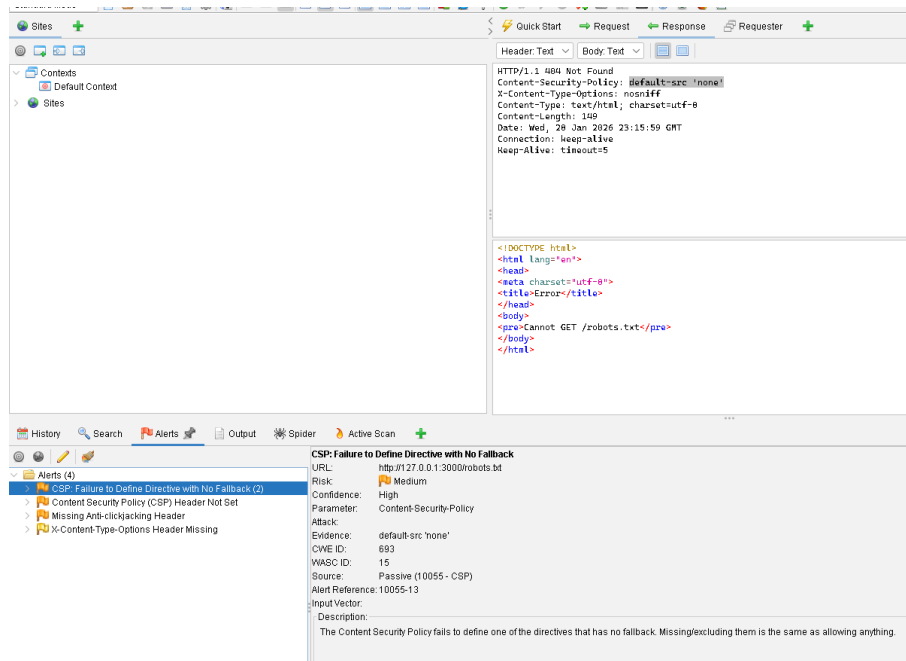 Sites
Quick Start
Request
Response
Requester
Header: Text
Body: Text
Contexts
Default Context
Sites
HTTP/1.1 404 Not Found
Content-Security-Policy: default-src 'none'
X-Content-Type-Options: nosniff
Content-Type: text/html; charset=utf-8
Content-Length: 149
Date: Wed, 28 Jan 2026 23:15:59 GMT
Connection: keep-alive
Keep-Alive: timeout=5
<!DOCTYPE html>
<html lang="en">
<head>
<meta charset="utf-8">
<title>Error</title>
</head>
<body>
<pre>Cannot GET /robots.txt</pre>
</body>
</html>
History
Search
Alerts
Output
Spider
Active Scan
Alerts (4)
CSP: Failure to Define Directive with No Fallback (2)
Content Security Policy (CSP) Header Not Set
Missing Anti-clickjacking Header
X-Content-Type-Options Header Missing
CSP: Failure to Define Directive with No Fallback
URL: http://127.0.0.1:3000/robots.txt
Risk: Medium
Confidence: High
Parameter: Content-Security-Policy
Attack:
Evidence: default-src 'none'
CWE ID: 693
WASC ID: 15
Source: Passive (10055 - CSP)
Alert Reference: 10055-13
Input Vector:
Description:
The Content Security Policy fails to define one of the directives that has no fallback. Missing/excluding them is the same as allowing anything.